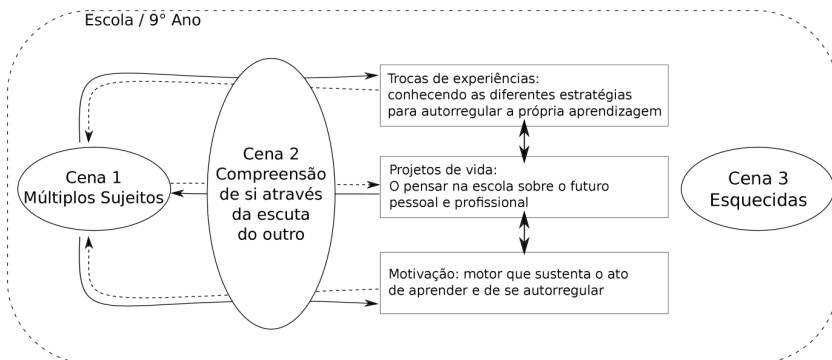 Escola / 9° Ano
Cena 1
Múltiplos Sujeitos
Cena 2
Compreensão
de si através
da escuta
do outro
Trocas de experiências:
conhecendo as diferentes estratégias
para autorregular a própria aprendizagem
Projetos de vida:
O pensar na escola sobre o futuro
pessoal e profissional
Motivação: motor que sustenta o ato
de aprender e de se autorregular
Cena 3
Esquecidas